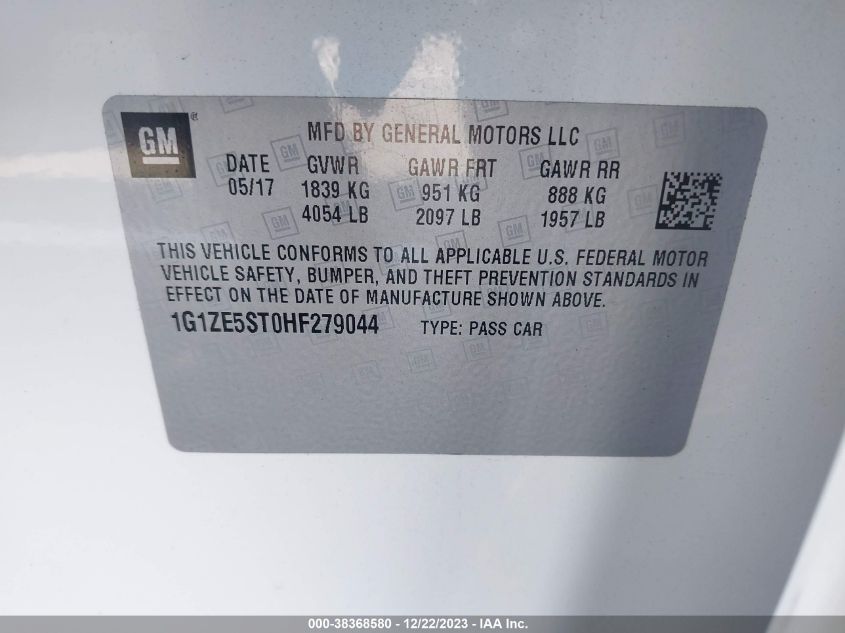 GM
MFD BY GENERAL MOTORS LLC
DATE GVWR GAWR FRT GAWR RR
05/17 1839 KG 951 KG 888 KG
4054 LB 2097 LB 1957 LB
THIS VEHICLE CONFORMS TO ALL APPLICABLE U.S. FEDERAL MOTOR
VEHICLE SAFETY, BUMPER, AND THEFT PREVENTION STANDARDS IN
EFFECT ON THE DATE OF MANUFACTURE SHOWN ABOVE.
1G1ZE5ST0HF279044 TYPE: PASS CAR
000-38368580 - 12/22/2023 - IAA Inc.